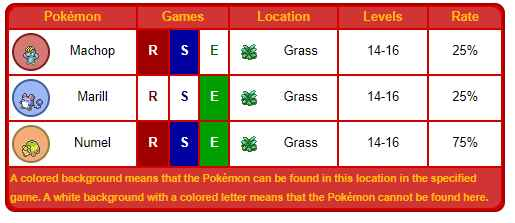 Pokémon Games Location Levels Rate
Machop R S E Grass 14-16 25%
Marill R S E Grass 14-16 25%
Numel R S E Grass 14-16 75%
A colored background means that the Pokémon can be found in this location in the specified
game. A white background with a colored letter means that the Pokémon cannot be found here.